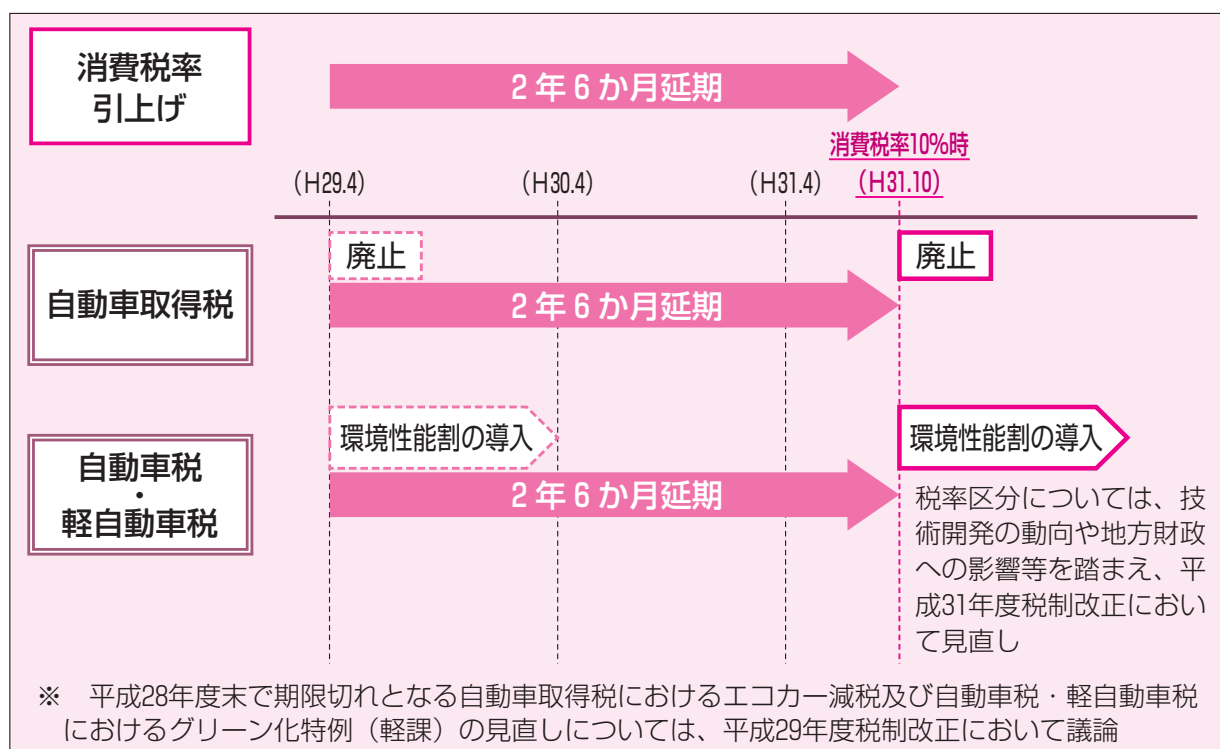 消費税率
引上げ
2年6か月延期
消費税率10%時
(H29.4)
(H30.4)
(H31.4)
(H31.10)
廃止
廃止
自動車取得税
2年6か月延期
環境性能割の導入
環境性能割の導入
自動車税
・
軽自動車税
2年6か月延期
税率区分については、技
術開発の動向や地方財政
への影響等を踏まえ、平
成31年度税制改正におい
て見直し
※　平成28年度末で期限切れとなる自動車取得税におけるエコカー減税及び自動車税・軽自動車税
におけるグリーン化特例（軽課）の見直しについては、平成29年度税制改正において議論